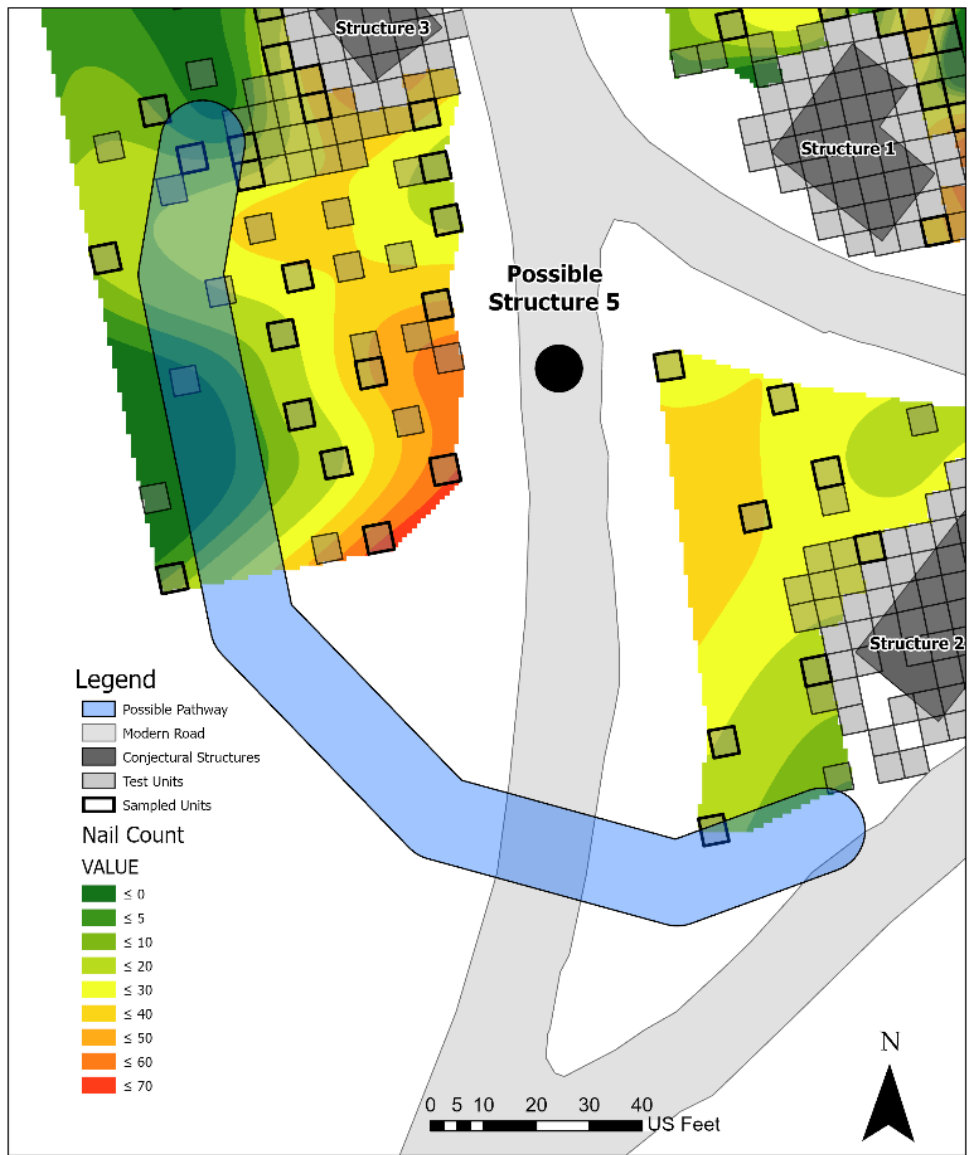 Structure 3
Structure 1
Possible
Structure 5
Structure 2
Legend
Possible Pathway
Modern Road
Conjectural Structures
Test Units
Sampled Units
Nail Count
VALUE
≤ 0
≤ 5
≤ 10
≤ 20
≤ 30
≤ 40
≤ 50
≤ 60
≤ 70
N
0 5 10 20 30 40
US Feet